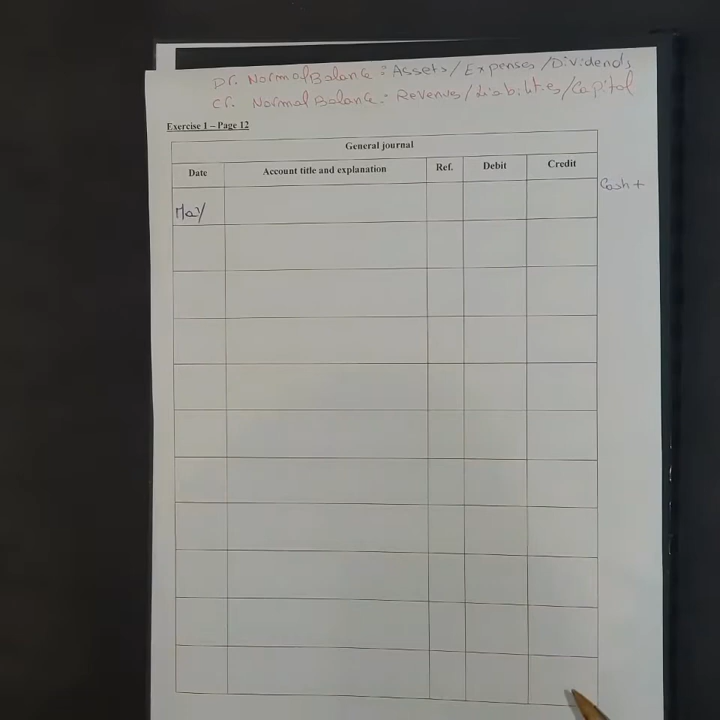 Dr. Normal Balance: Assets/Expenses/Dividends
Cr. Normal Balance: Revenues/Liabilities/Capital
Exercise 1 – Page 12
General journal
Date Account title and explanation Ref. Debit Credit
Cash +
May